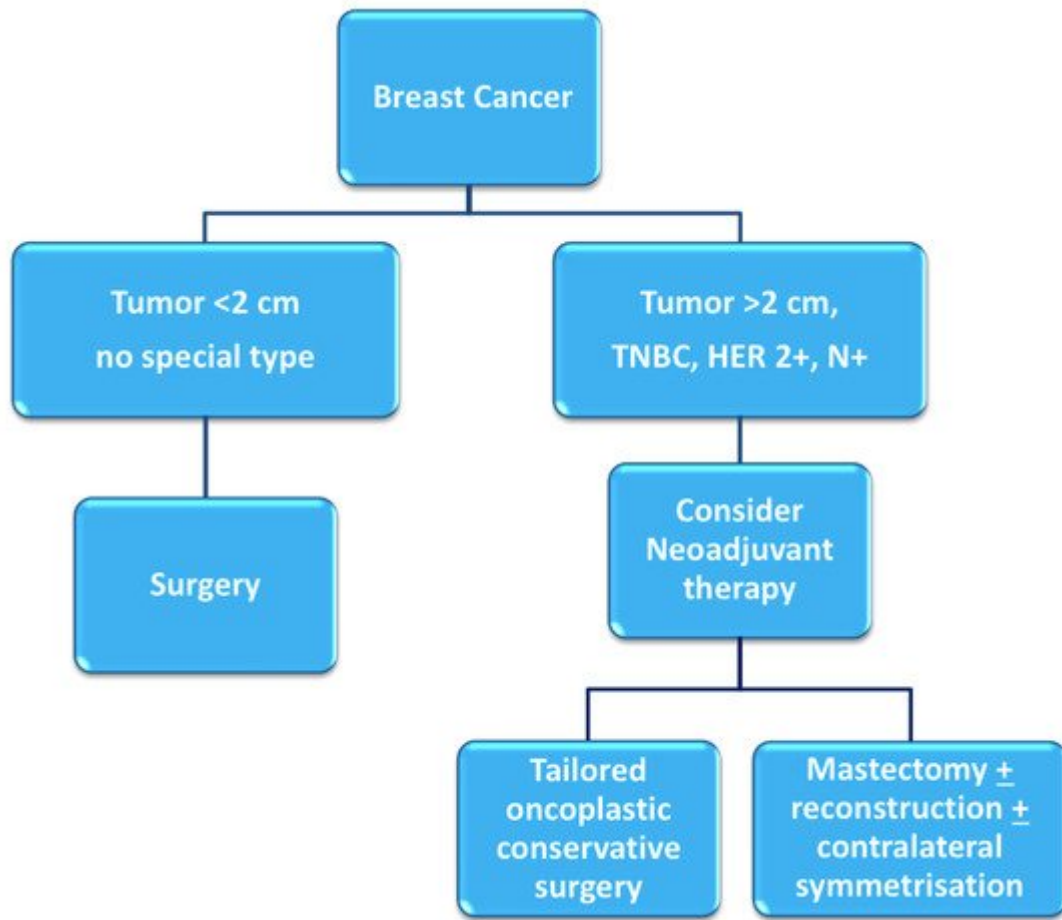 Breast Cancer
Tumor <2 cm
no special type
Tumor >2 cm,
TNBC, HER 2+, N+
Surgery
Consider
Neoadjuvant
therapy
Tailored
oncoplastic
conservative
surgery
Mastectomy ±
reconstruction ±
contralateral
symmetrisation